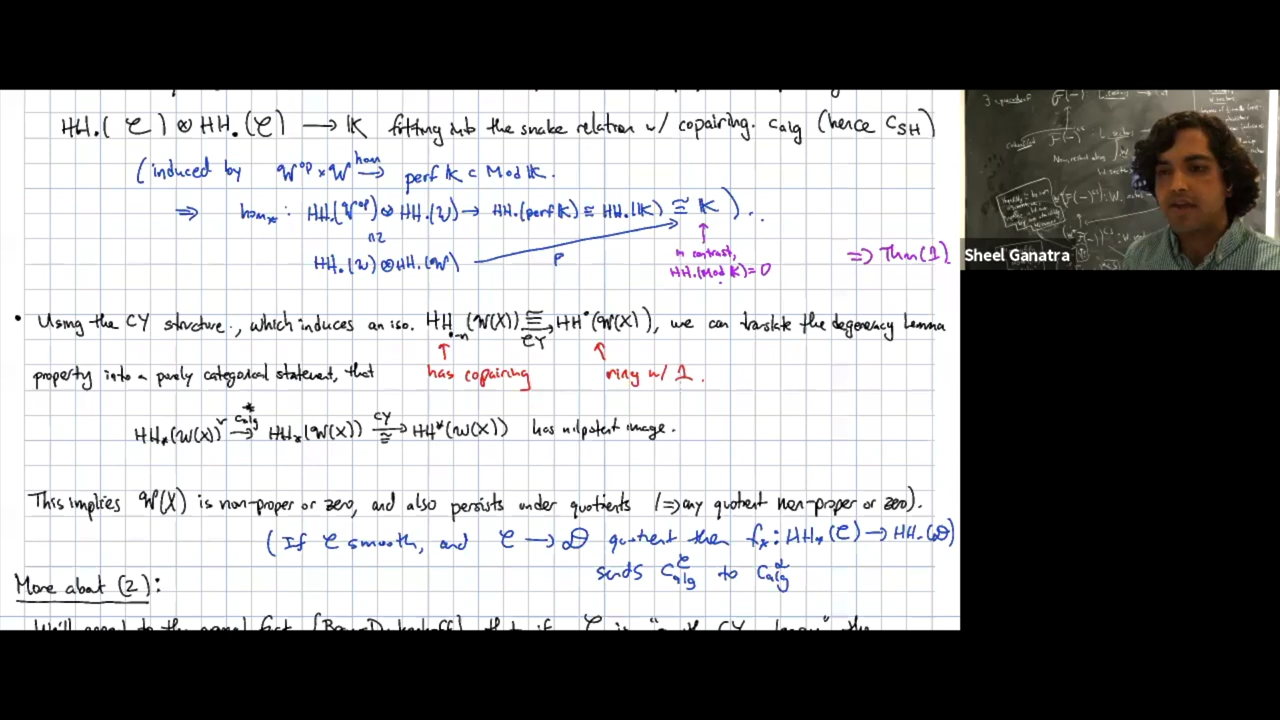 HH.(𝒞) ⊗ HH.(𝒞) → 𝕂 fitting into the snake relation w/ copairing. c_alg (hence c_SH)
(induced by 𝒲^op × 𝒲 →^hom perf 𝕂 ⊂ Mod 𝕂.
⇒ hom_* : HH.(𝒲^op) ⊗ HH.(𝒲) → HH.(perf 𝕂) ≅ HH.(𝕂) ≅ 𝕂 ) ..
HH.(𝒲) ⊗ HH.(𝒲) P
in contrast, HH.(Mod 𝕂) = 0
⇒ Thm (1)
Sheel Ganatra
• Using the CY structure., which induces an iso. HH_{•-n}(𝒲(X)) ≅→_CY HH^•(𝒲(X)), we can translate the degeneracy Lemma
property into a purely categorical statement, that has copairing ring w/ 1.
HH_*(𝒲(X))^∨ →^{c*_alg} HH_*(𝒲(X)) →^CY_≅ HH^*(𝒲(X)) has nilpotent image.
This implies 𝒲(X) is non-proper or zero, and also persists under quotients (⇒ any quotient non-proper or zero).
(If 𝒞 smooth, and 𝒞 → 𝒟 quotient then f_* : HH_*(𝒞) → HH.(𝒟)
sends c^𝒞_alg to c^𝒟_alg
More about (2):